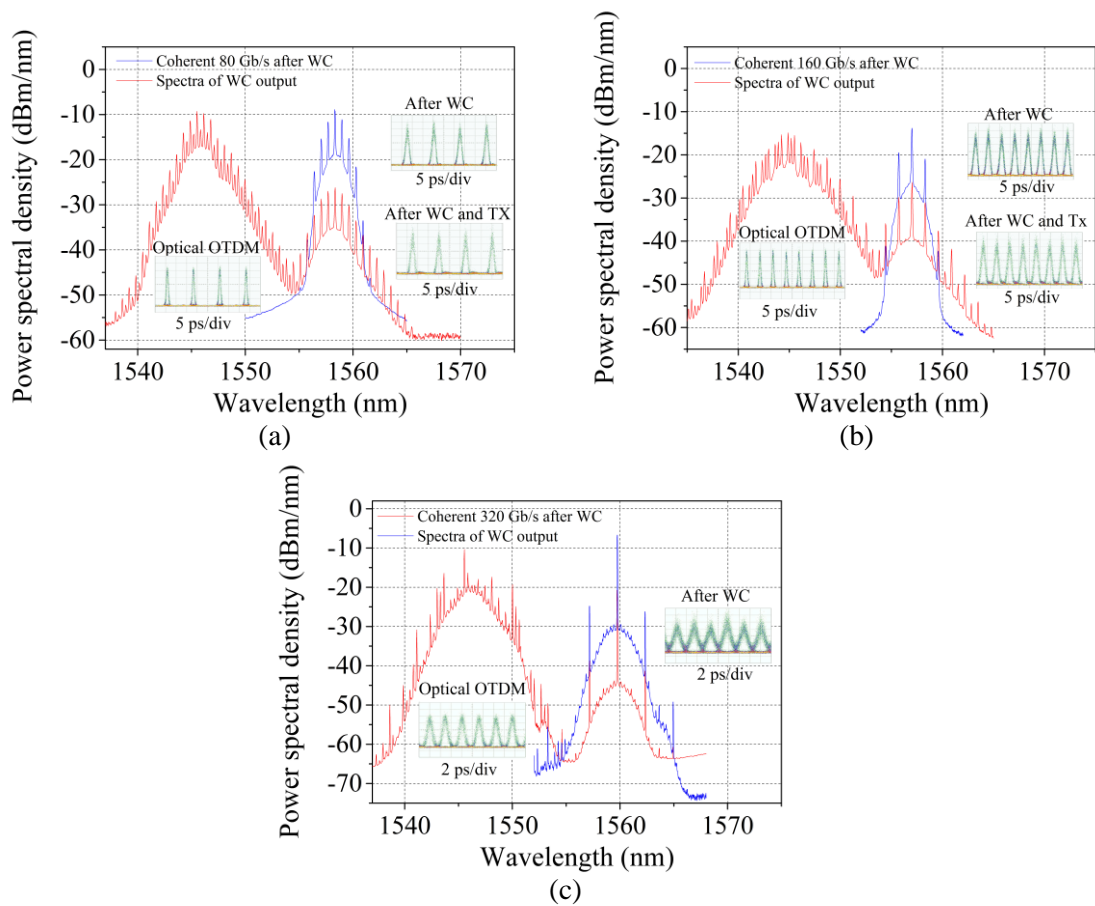 Power spectral density (dBm/nm)
0
-10
-20
-30
-40
-50
-60
Coherent 80 Gb/s after WC
Spectra of WC output
After WC
5 ps/div
After WC and TX
5 ps/div
Optical OTDM
5 ps/div
1540 1550 1560 1570
Wavelength (nm)
(a)
Power spectral density (dBm/nm)
0
-10
-20
-30
-40
-50
-60
Coherent 160 Gb/s after WC
Spectra of WC output
After WC
5 ps/div
After WC and Tx
5 ps/div
Optical OTDM
5 ps/div
1540 1550 1560 1570
Wavelength (nm)
(b)
Power spectral density (dBm/nm)
0
-10
-20
-30
-40
-50
-60
-70
Coherent 320 Gb/s after WC
Spectra of WC output
After WC
2 ps/div
Optical OTDM
2 ps/div
1540 1550 1560 1570
Wavelength (nm)
(c)